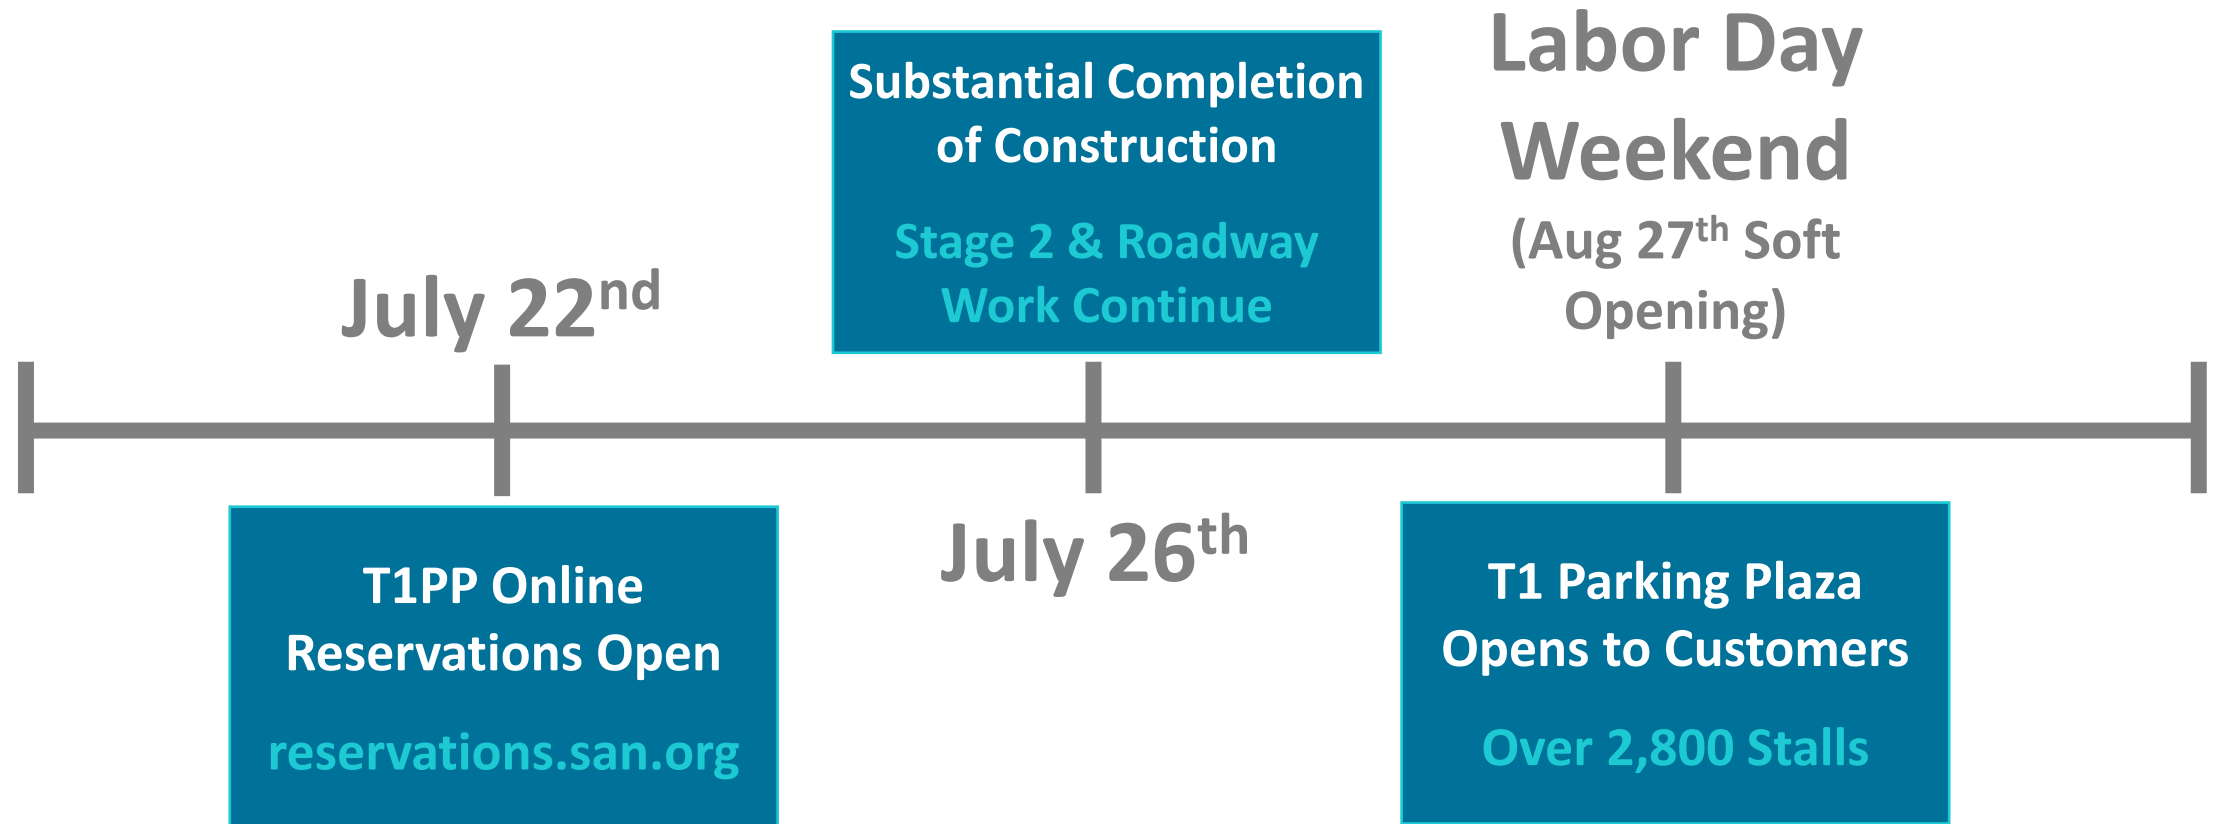 July 22nd
T1PP Online
Reservations Open
reservations.san.org
Substantial Completion
of Construction
Stage 2 & Roadway
Work Continue
July 26th
Labor Day
Weekend
(Aug 27th Soft
Opening)
T1 Parking Plaza
Opens to Customers
Over 2,800 Stalls